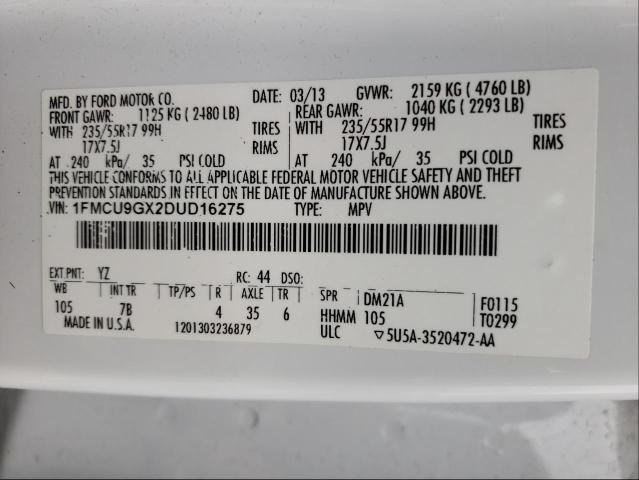 MFD. BY FORD MOTOR CO. DATE: 03/13 GVWR: 2159 KG ( 4760 LB)
FRONT GAWR: 1125 KG ( 2480 LB) REAR GAWR: 1040 KG ( 2293 LB)
WITH 235/55R17 99H TIRES WITH 235/55R17 99H TIRES
17X7.5J RIMS 17X7.5J RIMS
AT 240 kPa/ 35 PSI COLD AT 240 kPa/ 35 PSI COLD
THIS VEHICLE CONFORMS TO ALL APPLICABLE FEDERAL MOTOR VEHICLE SAFETY AND THEFT
PREVENTION STANDARDS IN EFFECT ON THE DATE OF MANUFACTURE SHOWN ABOVE.
VIN: 1FMCU9GX2DUD16275 TYPE: MPV
EXT PNT: YZ RC: 44 DSO:
WB INT TR TP/PS R AXLE TR SPR DM21A F0115
105 7B 4 35 6 HHMM 105 T0299
MADE IN U.S.A. 1201303236879 ULC ▽5U5A-3520472-AA